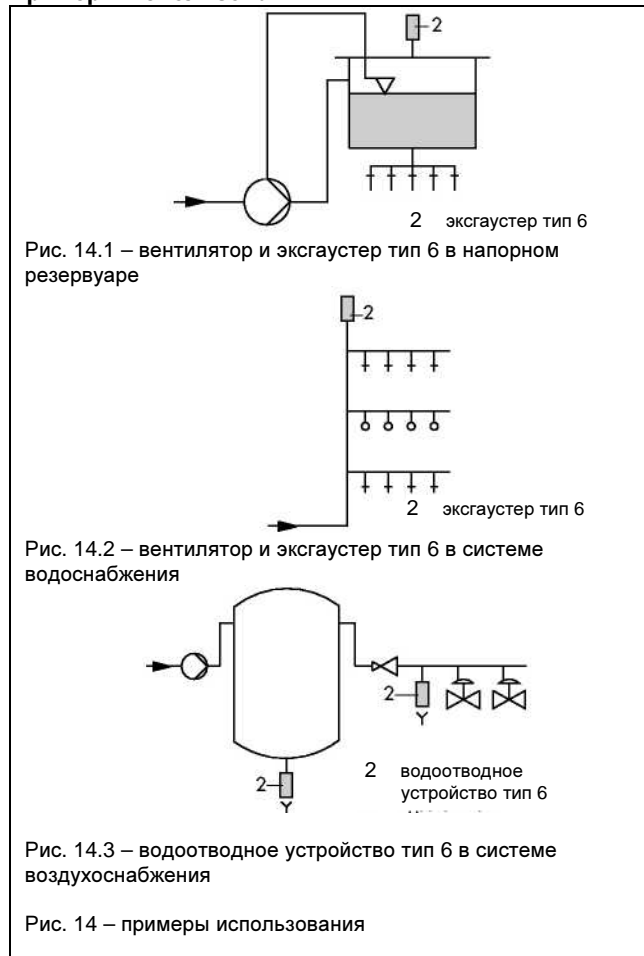 2
2 эксгаустер тип 6
Рис. 14.1 – вентилятор и эксгаустер тип 6 в напорном
резервуаре
2
2 эксгаустер тип 6
Рис. 14.2 – вентилятор и эксгаустер тип 6 в системе
водоснабжения
2
2
2 водоотводное
устройство тип 6
Рис. 14.3 – водоотводное устройство тип 6 в системе
воздухоснабжения
Рис. 14 – примеры использования